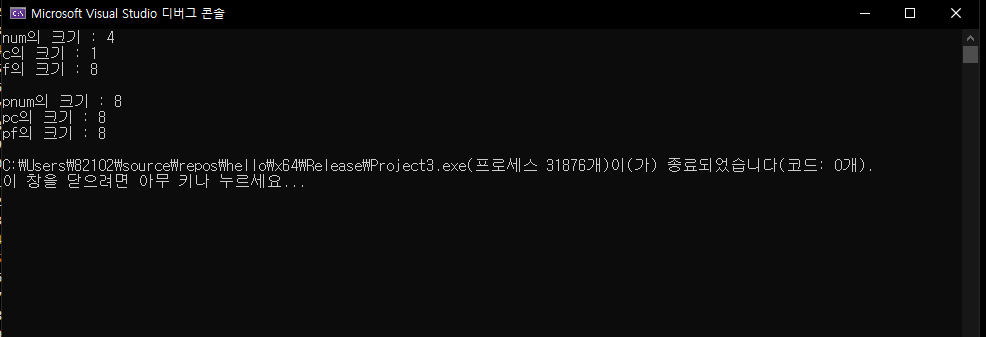 Microsoft Visual Studio 디버그 콘솔
num의 크기 : 4
c의 크기 : 1
f의 크기 : 8
pnum의 크기 : 8
pc의 크기 : 8
pf의 크기 : 8
C:₩Users₩82102₩source₩repos₩hello₩x64₩Release₩Project3.exe(프로세스 31876개)이(가) 종료되었습니다(코드: 0개).
이 창을 닫으려면 아무 키나 누르세요...